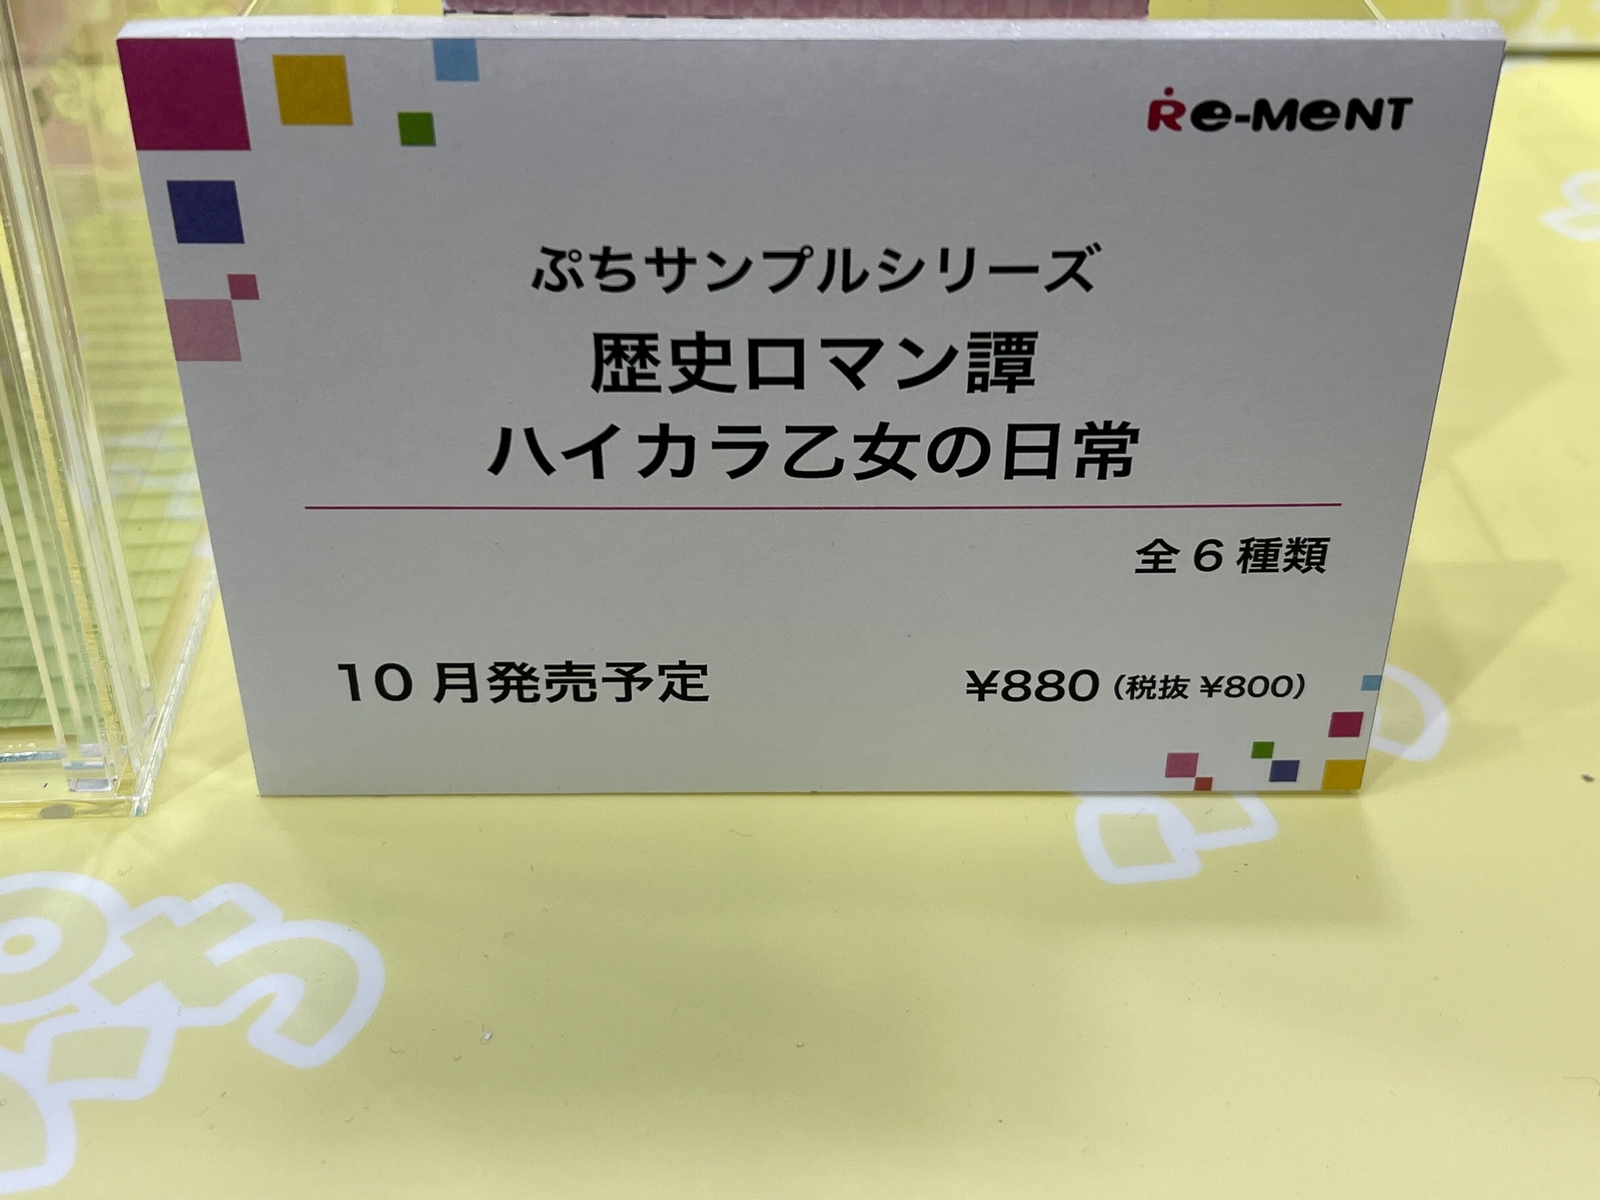 Re-MeNT
ぷちサンプルシリーズ
歴史ロマン譚
ハイカラ乙女の日常
全6種類
10月発売予定
¥880（税抜 ¥800）
ぷち